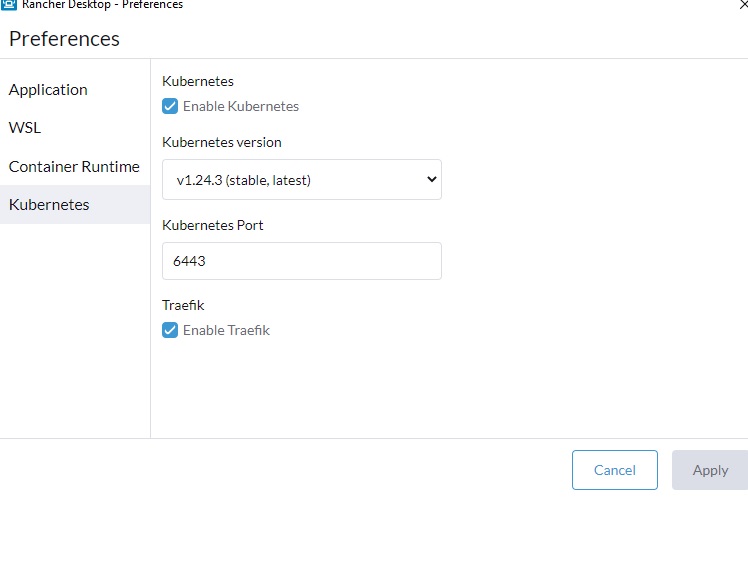 Rancher Desktop - Preferences
Preferences
Application
WSL
Container Runtime
Kubernetes
Kubernetes
Enable Kubernetes
Kubernetes version
v1.24.3 (stable, latest)
Kubernetes Port
6443
Traefik
Enable Traefik
Cancel
Apply